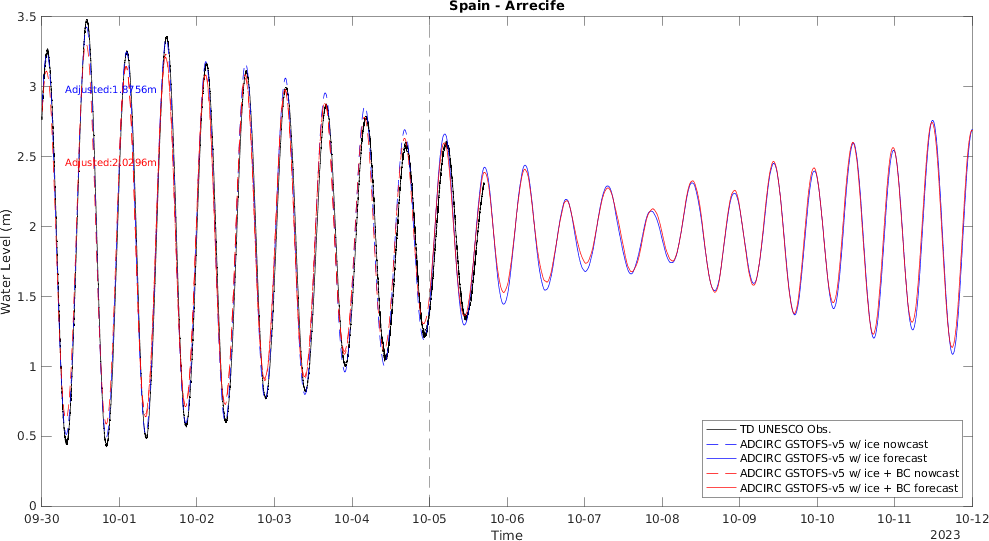 Spain - Arrecife
3.5
3
2.5
2
1.5
1
0.5
0
Water Level (m)
Adjusted:1.8756m
Adjusted:2.0296m
TD UNESCO Obs.
ADCIRC GSTOFS-v5 w/ ice nowcast
ADCIRC GSTOFS-v5 w/ ice forecast
ADCIRC GSTOFS-v5 w/ ice + BC nowcast
ADCIRC GSTOFS-v5 w/ ice + BC forecast
09-30 10-01 10-02 10-03 10-04 10-05 10-06 10-07 10-08 10-09 10-10 10-11 10-12
Time
2023